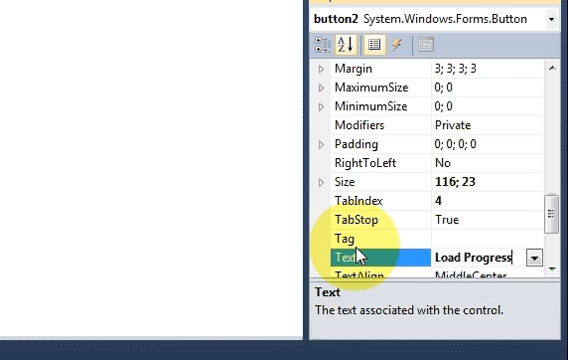 button2 System.Windows.Forms.Button
Margin 3; 3; 3; 3
MaximumSize 0; 0
MinimumSize 0; 0
Modifiers Private
Padding 0; 0; 0; 0
RightToLeft No
Size 116; 23
TabIndex 4
TabStop True
Tag
Text Load Progress
TextAlign MiddleCenter
Text
The text associated with the control.